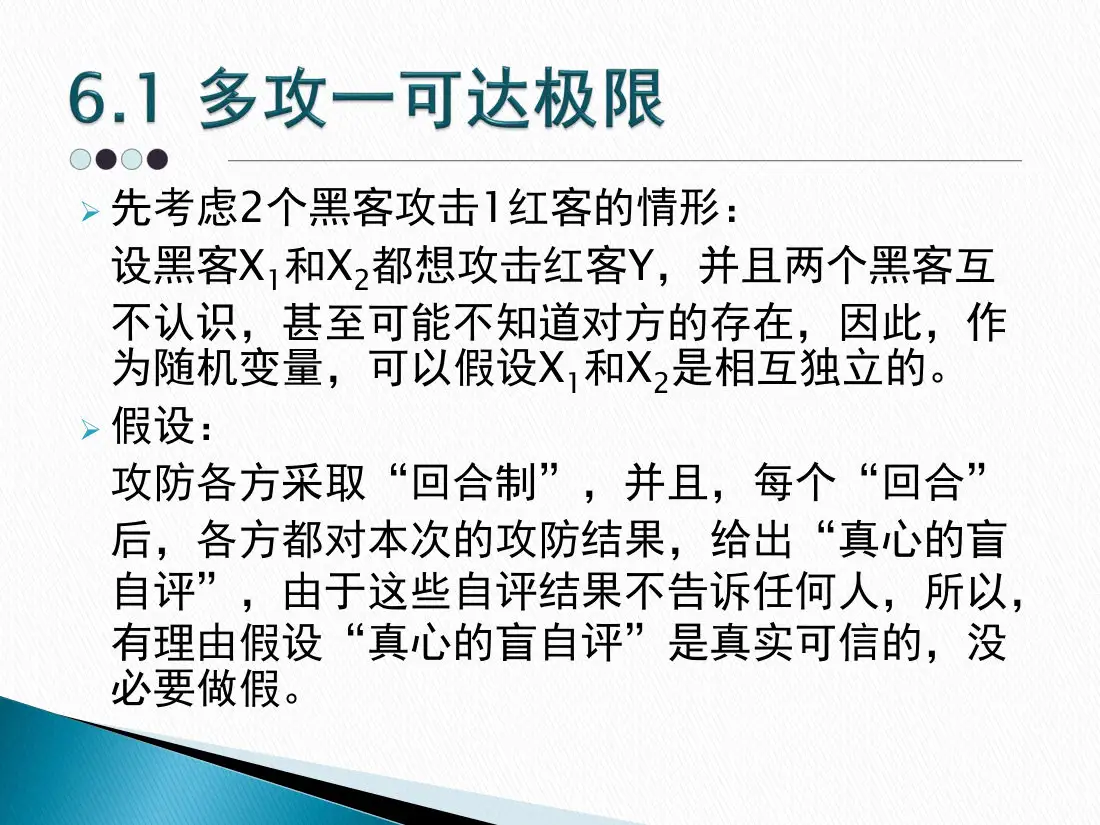 6.1 多攻一可达极限
先考虑2个黑客攻击1红客的情形：
设黑客X₁和X₂都想攻击红客Y，并且两个黑客互
不认识，甚至可能不知道对方的存在，因此，作
为随机变量，可以假设X₁和X₂是相互独立的。
假设：
攻防各方采取“回合制”，并且，每个“回合”
后，各方都对本次的攻防结果，给出“真心的盲
自评”，由于这些自评结果不告诉任何人，所以，
有理由假设“真心的盲自评”是真实可信的，没
必要做假。